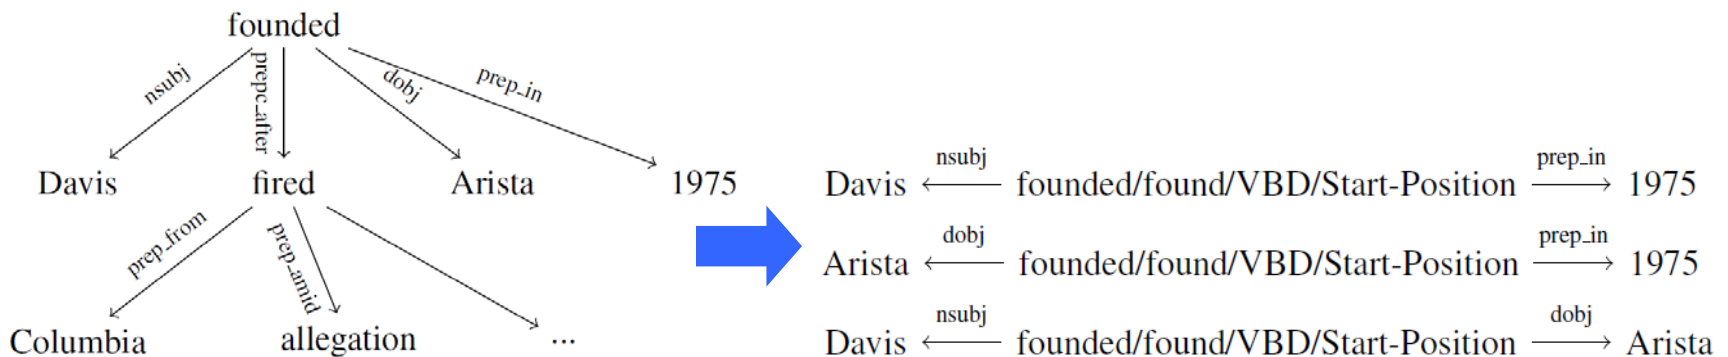 founded
nsubj
prepc_after
dobj
prep_in
Davis
fired
Arista
1975
prep_from
prep_amid
Columbia
allegation
...
nsubj prep_in
Davis founded/found/VBD/Start-Position 1975
dobj prep_in
Arista founded/found/VBD/Start-Position 1975
nsubj dobj
Davis founded/found/VBD/Start-Position Arista